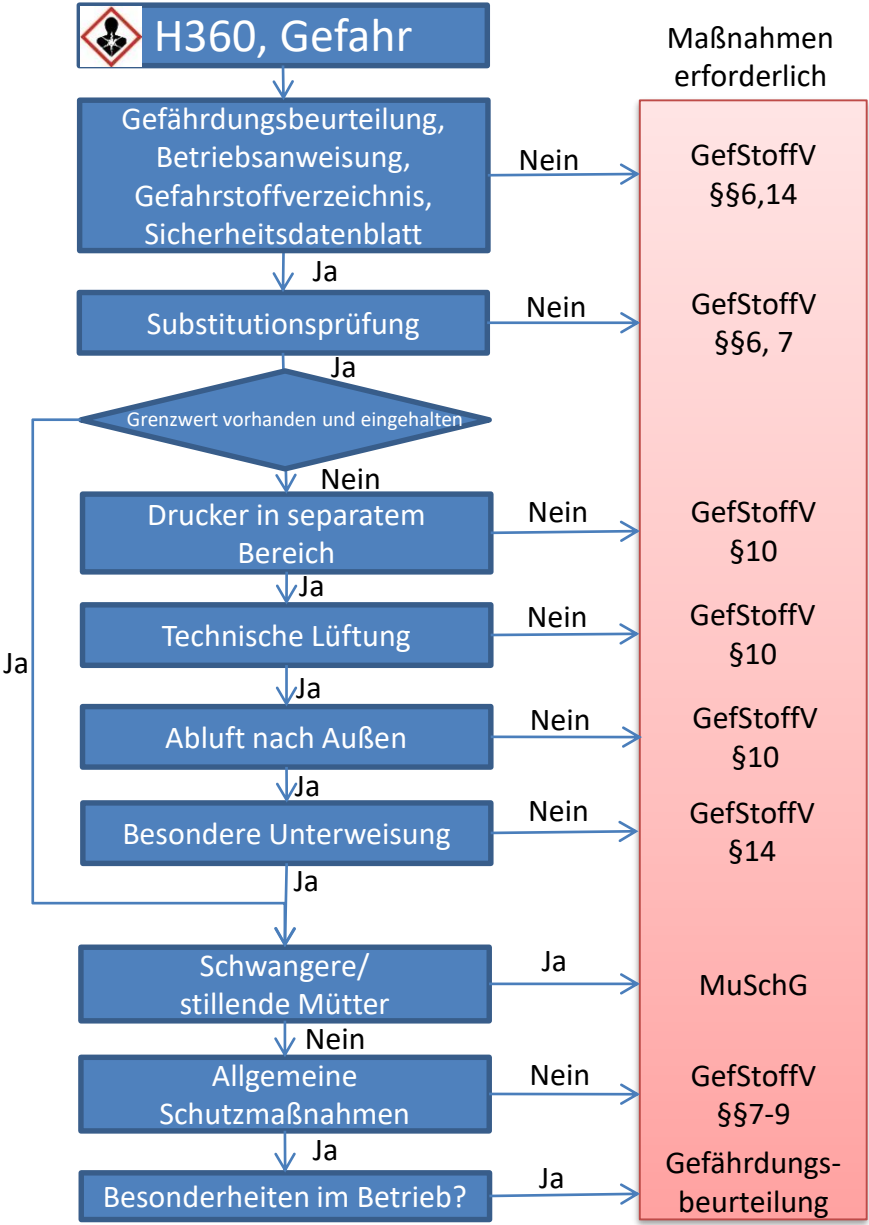 H360, Gefahr
Maßnahmen
erforderlich
Gefährdungsbeurteilung,
Betriebsanweisung,
Gefahrstoffverzeichnis,
Sicherheitsdatenblatt
Nein
GefStoffV
§§6,14
Ja
Substitutionsprüfung
Nein
GefStoffV
§§6, 7
Ja
Grenzwert vorhanden und eingehalten
Nein
Drucker in separatem
Bereich
Nein
GefStoffV
§10
Ja
Technische Lüftung
Nein
GefStoffV
§10
Ja
Ja
Abluft nach Außen
Nein
GefStoffV
§10
Ja
Besondere Unterweisung
Nein
GefStoffV
§14
Ja
Schwangere/
stillende Mütter
Ja
MuSchG
Nein
Allgemeine
Schutzmaßnahmen
Nein
GefStoffV
§§7-9
Ja
Besonderheiten im Betrieb?
Ja
Gefährdungs-
beurteilung